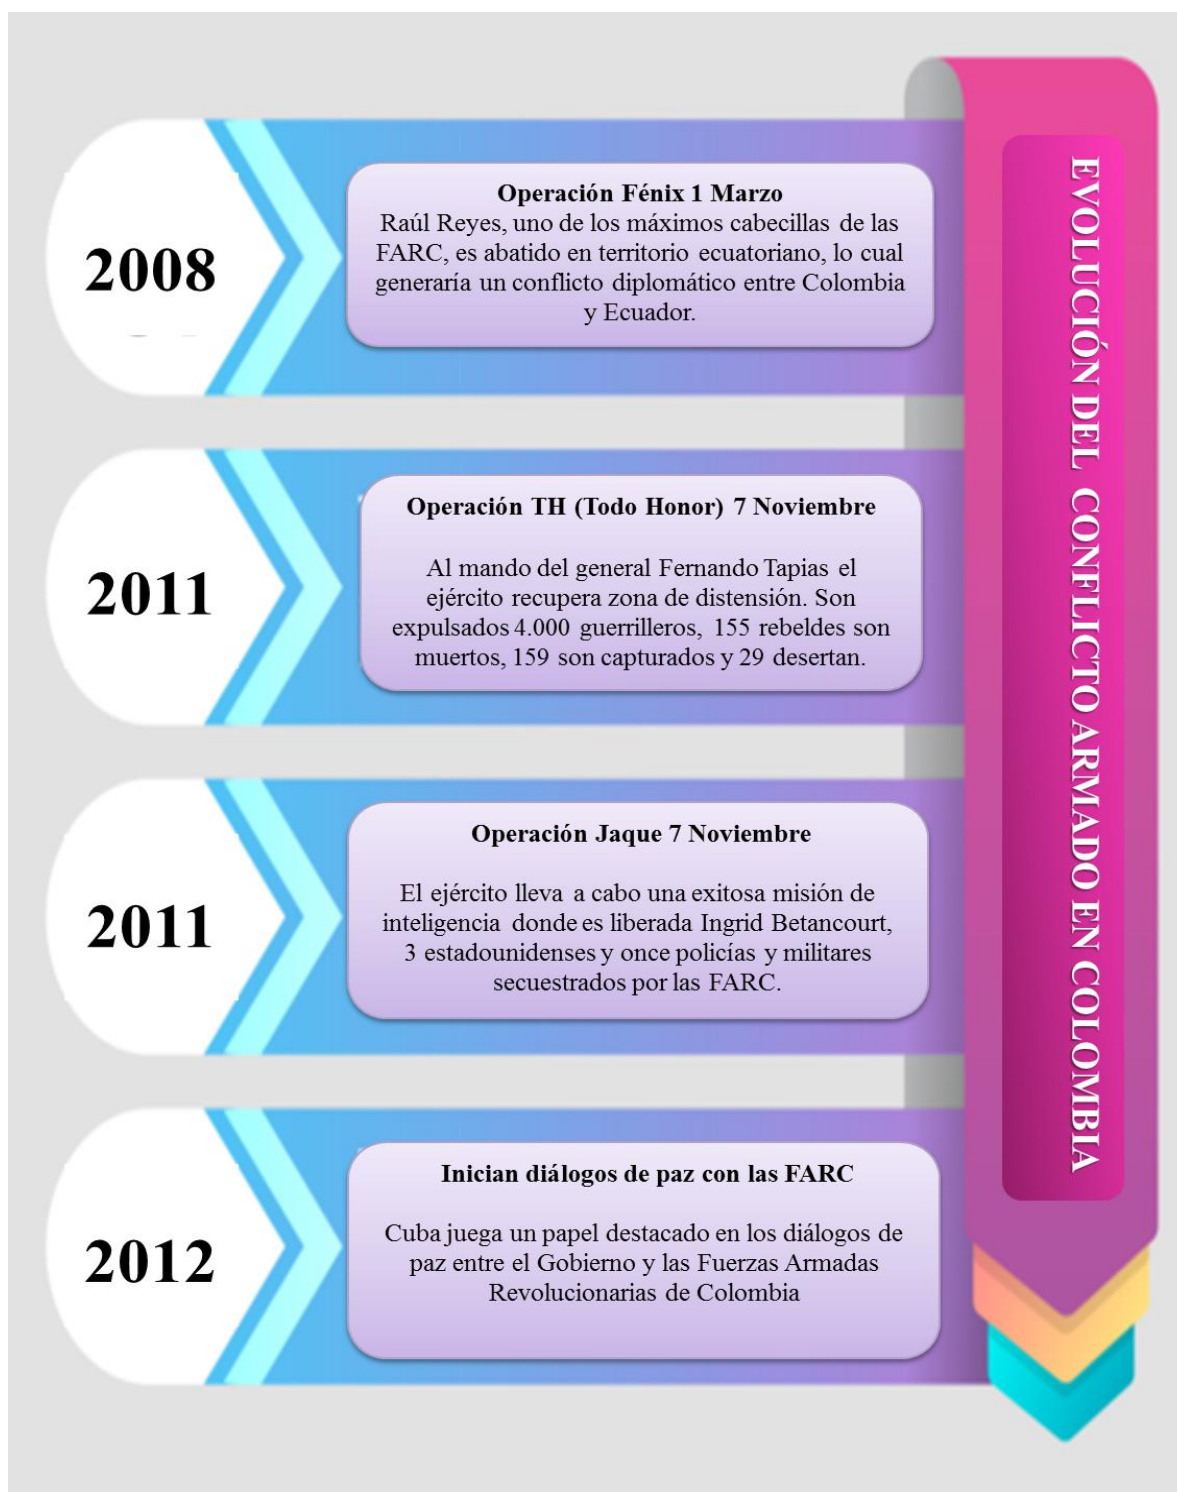 EVOLUCIÓN DEL CONFLICTO ARMADO EN COLOMBIA
2008
Operación Fénix 1 Marzo
Raúl Reyes, uno de los máximos cabecillas de las
FARC, es abatido en territorio ecuatoriano, lo cual
generaría un conflicto diplomático entre Colombia
y Ecuador.
2011
Operación TH (Todo Honor) 7 Noviembre
Al mando del general Fernando Tapias el
ejército recupera zona de distensión. Son
expulsados 4.000 guerrilleros, 155 rebeldes son
muertos, 159 son capturados y 29 desertan.
2011
Operación Jaque 7 Noviembre
El ejército lleva a cabo una exitosa misión de
inteligencia donde es liberada Ingrid Betancourt,
3 estadounidenses y once policías y militares
secuestrados por las FARC.
2012
Inician diálogos de paz con las FARC
Cuba juega un papel destacado en los diálogos de
paz entre el Gobierno y las Fuerzas Armadas
Revolucionarias de Colombia